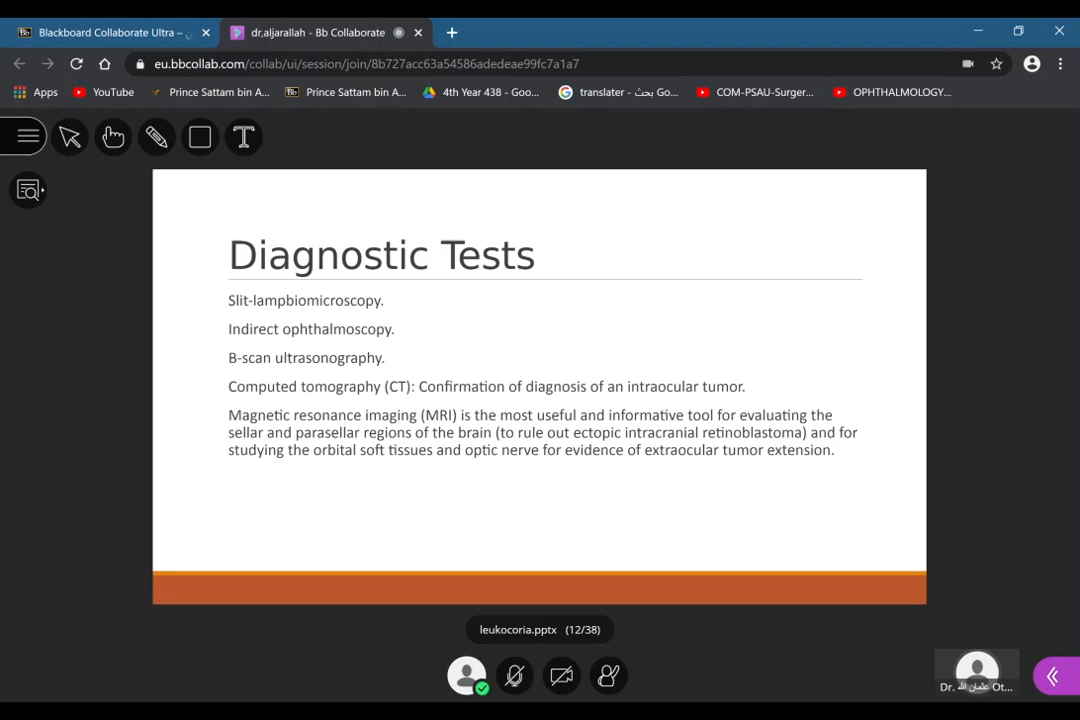 Blackboard Collaborate Ultra –
dr,aljarallah - Bb Collaborate
eu.bbcollab.com/collab/ui/session/join/8b727acc63a54586adedeae99fc7a1a7
Apps
YouTube
Prince Sattam bin A...
Prince Sattam bin A...
4th Year 438 - Goo...
translater - بحث Go...
COM-PSAU-Surger...
OPHTHALMOLOGY...
Diagnostic Tests
Slit-lampbiomicroscopy.
Indirect ophthalmoscopy.
B-scan ultrasonography.
Computed tomography (CT): Confirmation of diagnosis of an intraocular tumor.
Magnetic resonance imaging (MRI) is the most useful and informative tool for evaluating the
sellar and parasellar regions of the brain (to rule out ectopic intracranial retinoblastoma) and for
studying the orbital soft tissues and optic nerve for evidence of extraocular tumor extension.
leukocoria.pptx (12/38)
Dr. عثمان الله Ot...